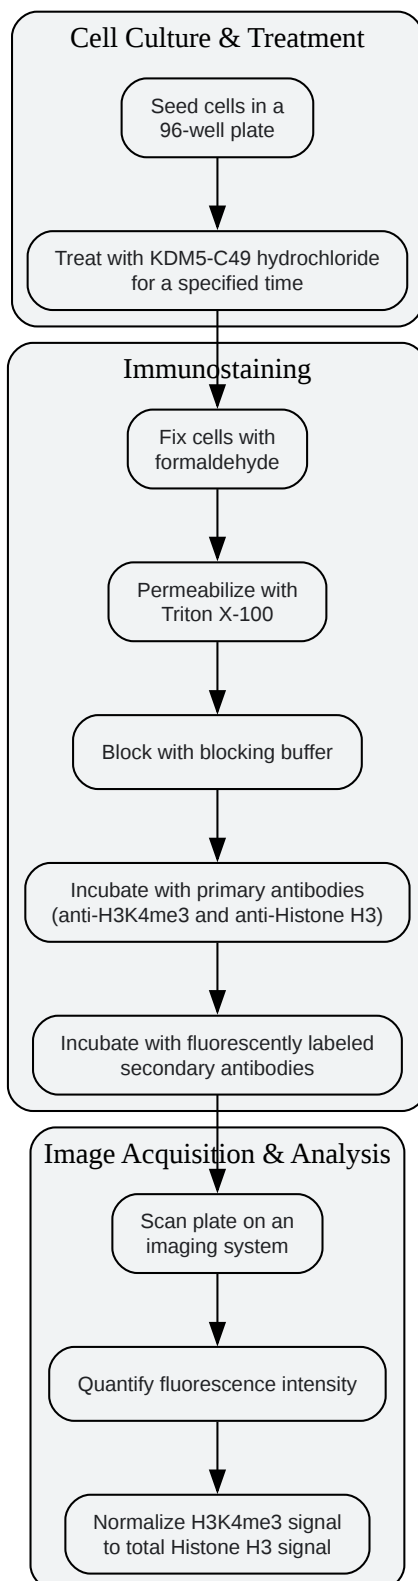 Cell Culture & Treatment
Seed cells in a
96-well plate
Treat with KDM5-C49 hydrochloride
for a specified time
Immunostaining
Fix cells with
formaldehyde
Permeabilize with
Triton X-100
Block with blocking buffer
Incubate with primary antibodies
(anti-H3K4me3 and anti-Histone H3)
Incubate with fluorescently labeled
secondary antibodies
Image Acquisition & Analysis
Scan plate on an
imaging system
Quantify fluorescence intensity
Normalize H3K4me3 signal
to total Histone H3 signal